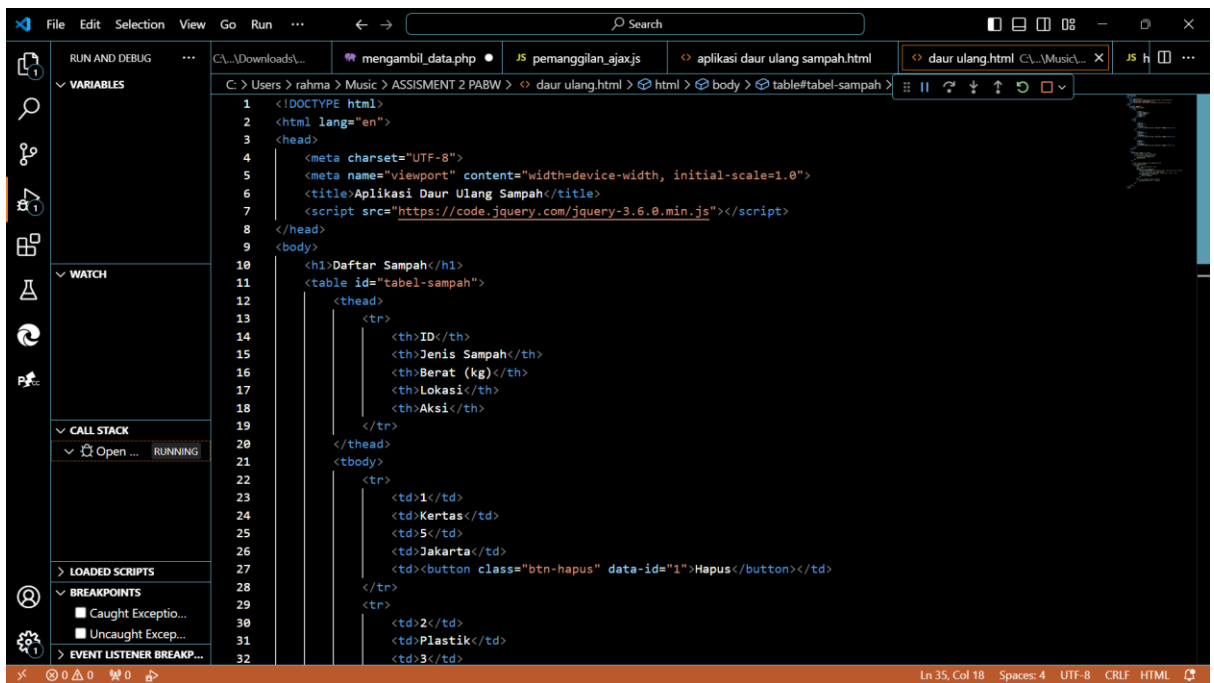 File Edit Selection View Go Run ··· Search
RUN AND DEBUG ··· C:\...\Downloads\... mengambil_data.php JS pemanggilan_ajax.js aplikasi daur ulang sampah.html daur ulang.html C:\...\Music\... JS h ···
VARIABLES
C: > Users > rahma > Music > ASSISMENT 2 PABW > daur ulang.html > html > body > table#tabel-sampah >
1 <!DOCTYPE html>
2 <html lang="en">
3 <head>
4 <meta charset="UTF-8">
5 <meta name="viewport" content="width=device-width, initial-scale=1.0">
6 <title>Aplikasi Daur Ulang Sampah</title>
7 <script src="https://code.jquery.com/jquery-3.6.0.min.js"></script>
8 </head>
9 <body>
10 <h1>Daftar Sampah</h1>
11 <table id="tabel-sampah">
12 <thead>
13 <tr>
14 <th>ID</th>
15 <th>Jenis Sampah</th>
16 <th>Berat (kg)</th>
17 <th>Lokasi</th>
18 <th>Aksi</th>
19 </tr>
20 </thead>
21 <tbody>
22 <tr>
23 <td>1</td>
24 <td>Kertas</td>
25 <td>5</td>
26 <td>Jakarta</td>
27 <td><button class="btn-hapus" data-id="1">Hapus</button></td>
28 </tr>
29 <tr>
30 <td>2</td>
31 <td>Plastik</td>
32 <td>3</td>
WATCH
CALL STACK
Open ... RUNNING
LOADED SCRIPTS
BREAKPOINTS
Caught Exceptio...
Uncaught Excep...
EVENT LISTENER BREAKP...
0 0 0 Ln 35, Col 18 Spaces: 4 UTF-8 CRLF HTML